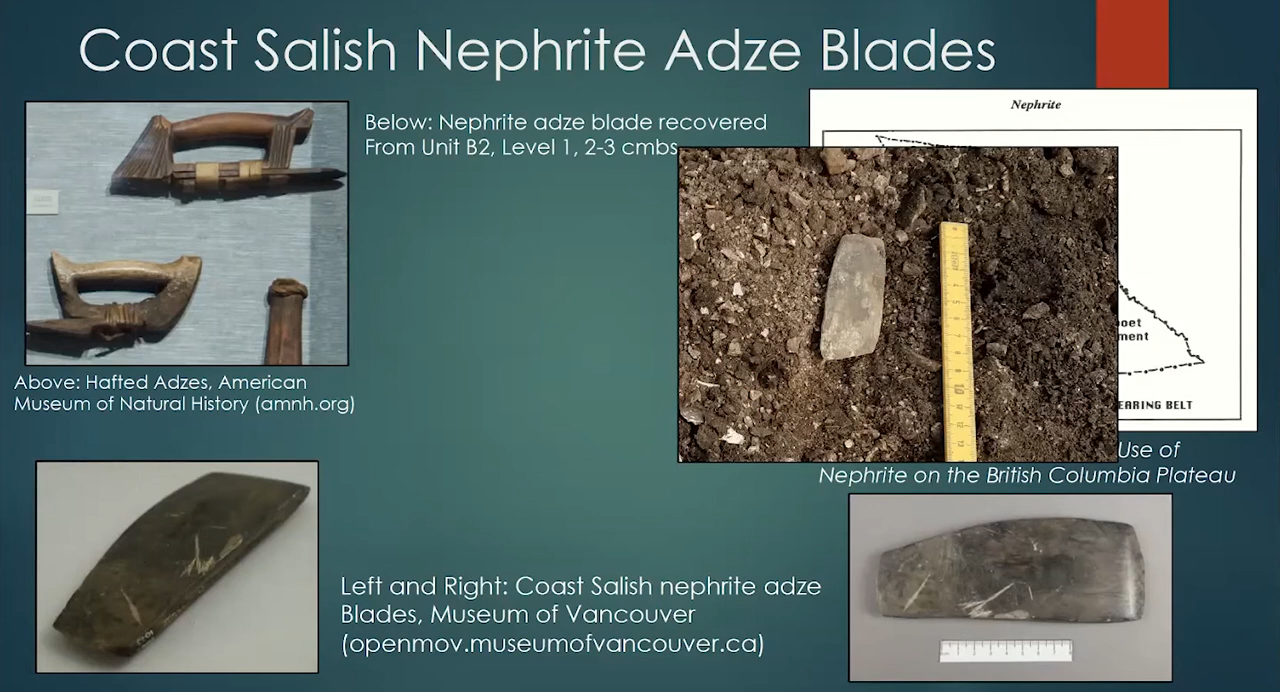 Coast Salish Nephrite Adze Blades
Below: Nephrite adze blade recovered
From Unit B2, Level 1, 2-3 cmbs
Nephrite
EARING BELT
Above: Hafted Adzes, American
Museum of Natural History (amnh.org)
Use of
Nephrite on the British Columbia Plateau
Left and Right: Coast Salish nephrite adze
Blades, Museum of Vancouver
(openmov.museumofvancouver.ca)